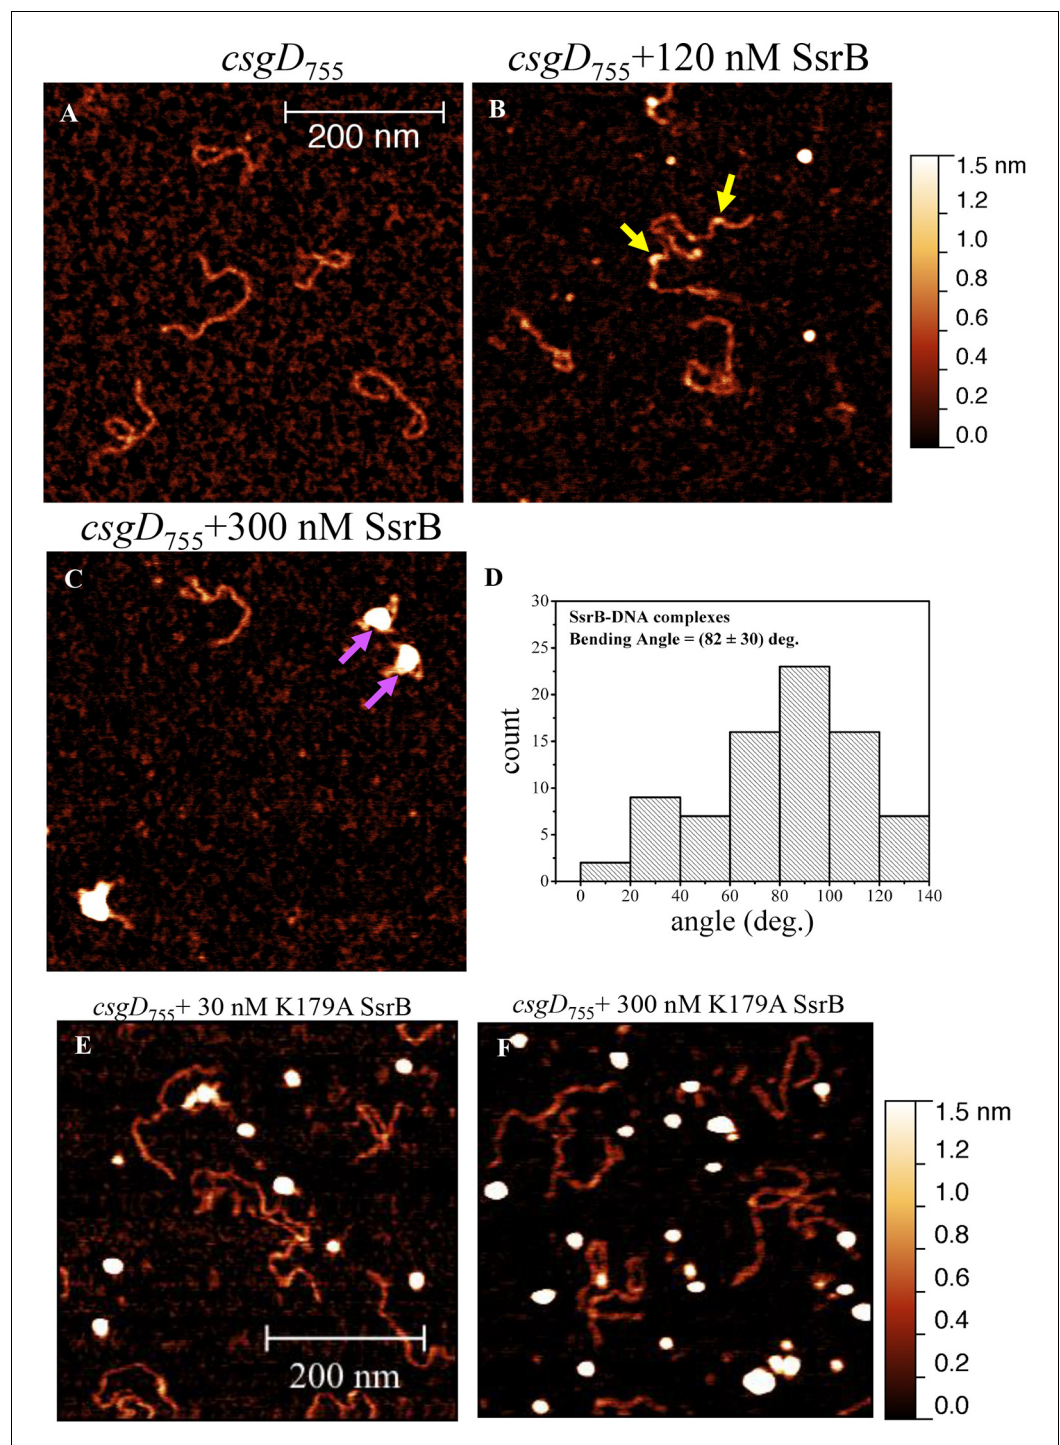 csgD755
csgD755+120 nM SsrB
A
200 nm
B
1.5 nm
1.2
1.0
0.8
0.6
0.4
0.2
0.0
csgD755+300 nM SsrB
C
D
SsrB-DNA complexes
Bending Angle = (82 ± 30) deg.
30
25
20
15
10
5
0
count
0 20 40 60 80 100 120 140
angle (deg.)
csgD755+ 30 nM K179A SsrB
csgD755+ 300 nM K179A SsrB
E
200 nm
F
1.5 nm
1.2
1.0
0.8
0.6
0.4
0.2
0.0